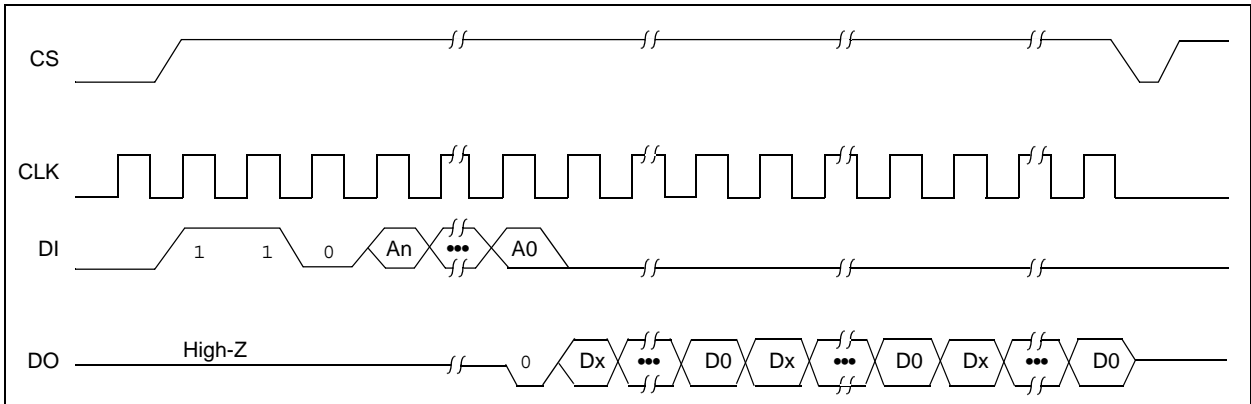 CS
CLK
DI 1 1 0 An ••• A0
DO High-Z 0 Dx ••• D0 Dx ••• D0 Dx ••• D0